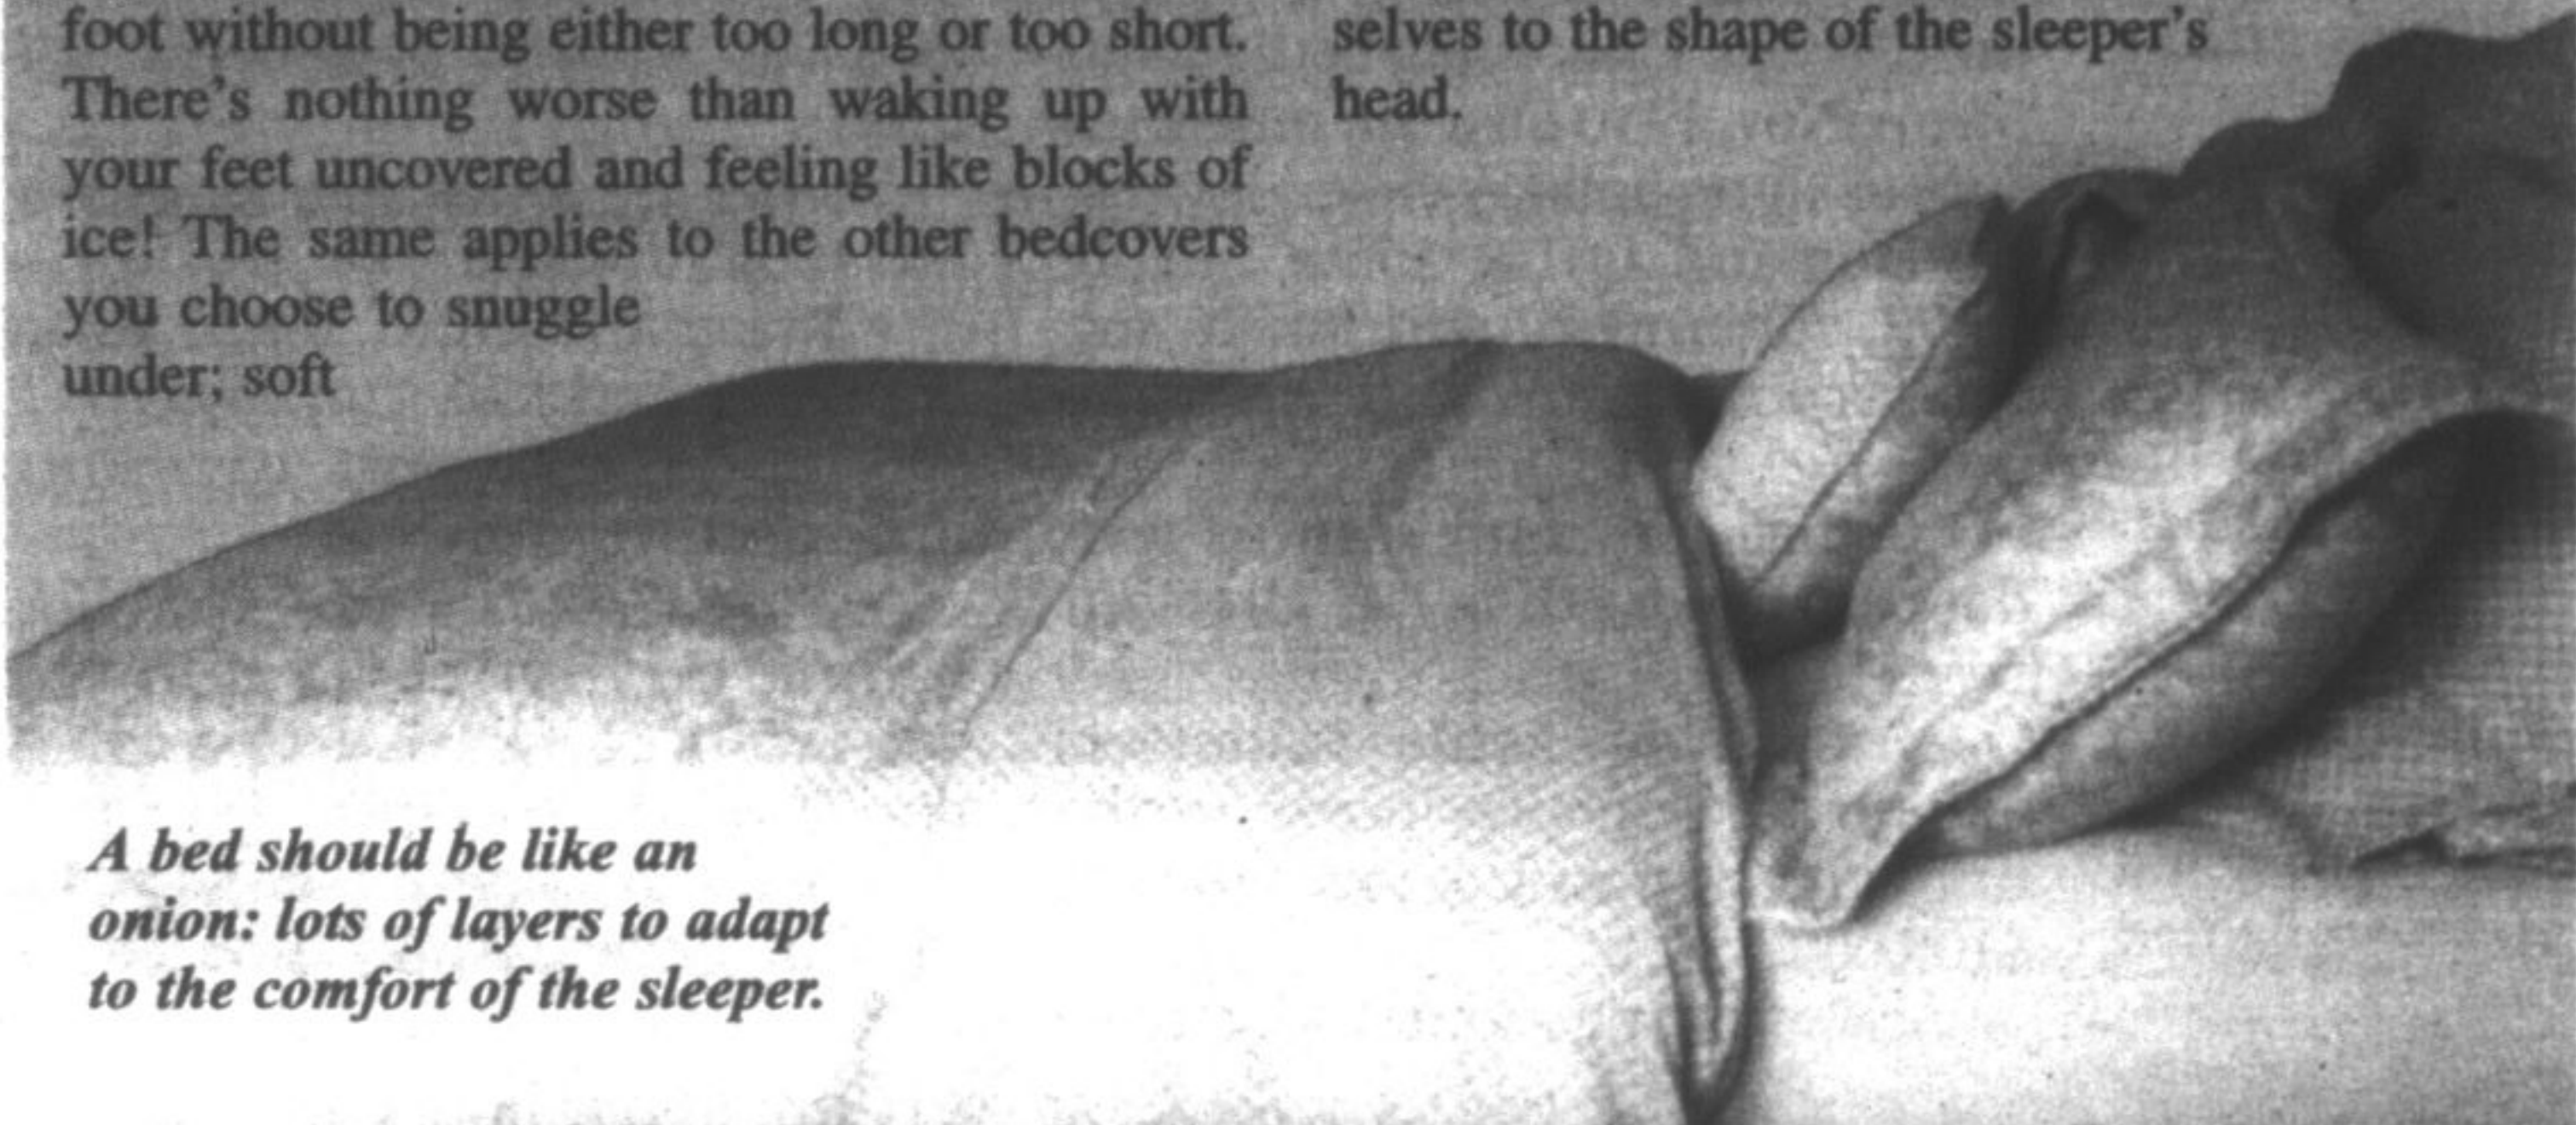 foot without being either too long or too short.
There's nothing worse than waking up with
your feet uncovered and feeling like blocks of
ice! The same applies to the other bedcovers
you choose to snuggle
under; soft
selves to the shape of the sleeper's
head.
A bed should be like an
onion: lots of layers to adapt
to the comfort of the sleeper.